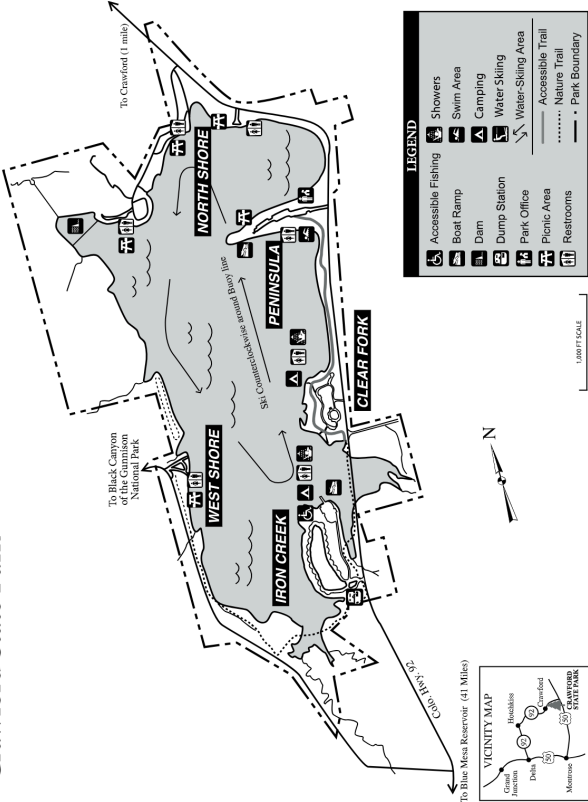 To Crawford (1 mile)
NORTH SHORE
PENINSULA
Ski Counterclockwise around Buoy line
To Black Canyon
of the Gunnison
National Park
WEST SHORE
CLEAR FORK
IRON CREEK
Colo. Hwy. 92
To Blue Mesa Reservoir (41 Miles)
N
1,000 FT SCALE
LEGEND
Accessible Fishing
Boat Ramp
Dam
Dump Station
Park Office
Picnic Area
Restrooms
Showers
Swim Area
Camping
Water Skiing
Water-Skiing Area
Accessible Trail
Nature Trail
Park Boundary
VICINITY MAP
Grand
Junction
Hotchkiss
92
Delta
92
Crawford
50
CRAWFORD
STATE PARK
50
Montrose